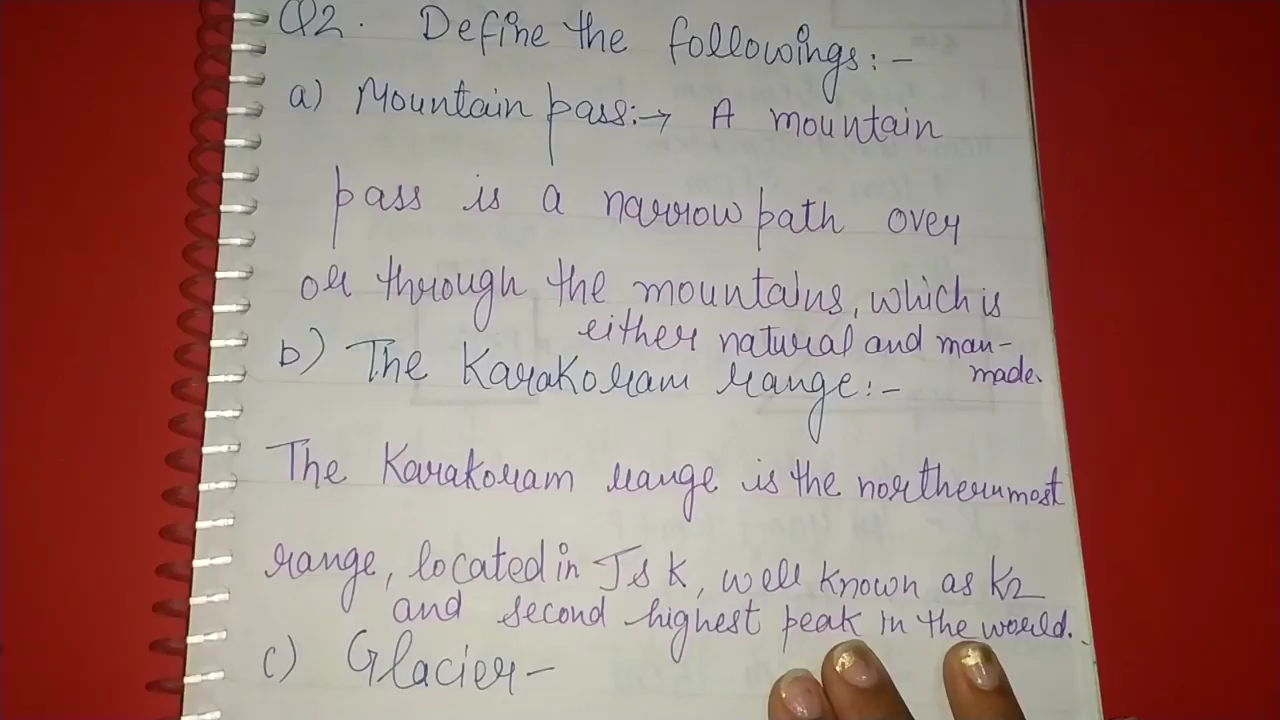 Q2. Define the followings:-
a) Mountain pass:→ A mountain
pass is a narrow path over
or through the mountains, which is
either natural and man-
made.
b) The Karakoram range:-
The Karakoram range is the northernmost
range, located in J&K, well known as K2
and second highest peak in the world.
c) Glacier-